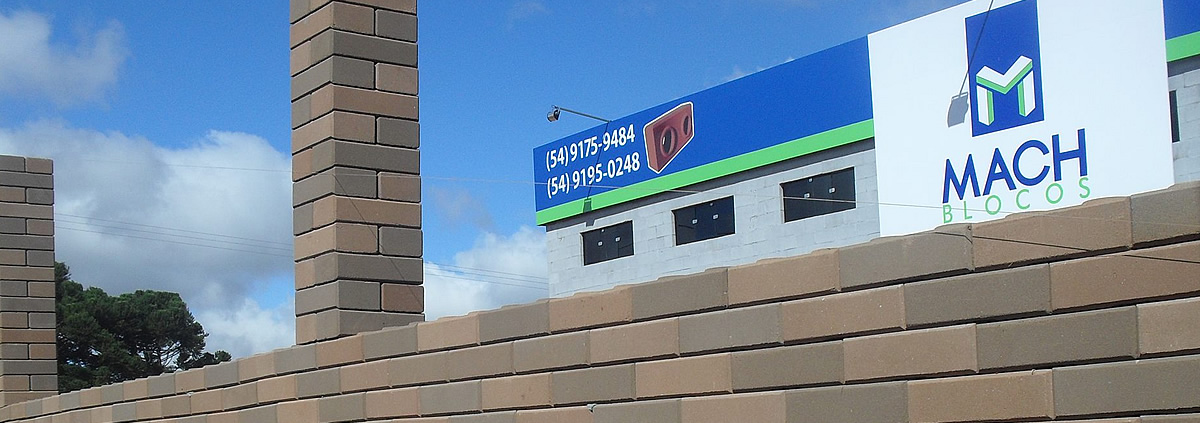 (54) 9175-9484
(54) 9195-0248
M
MACH
BLOCOS